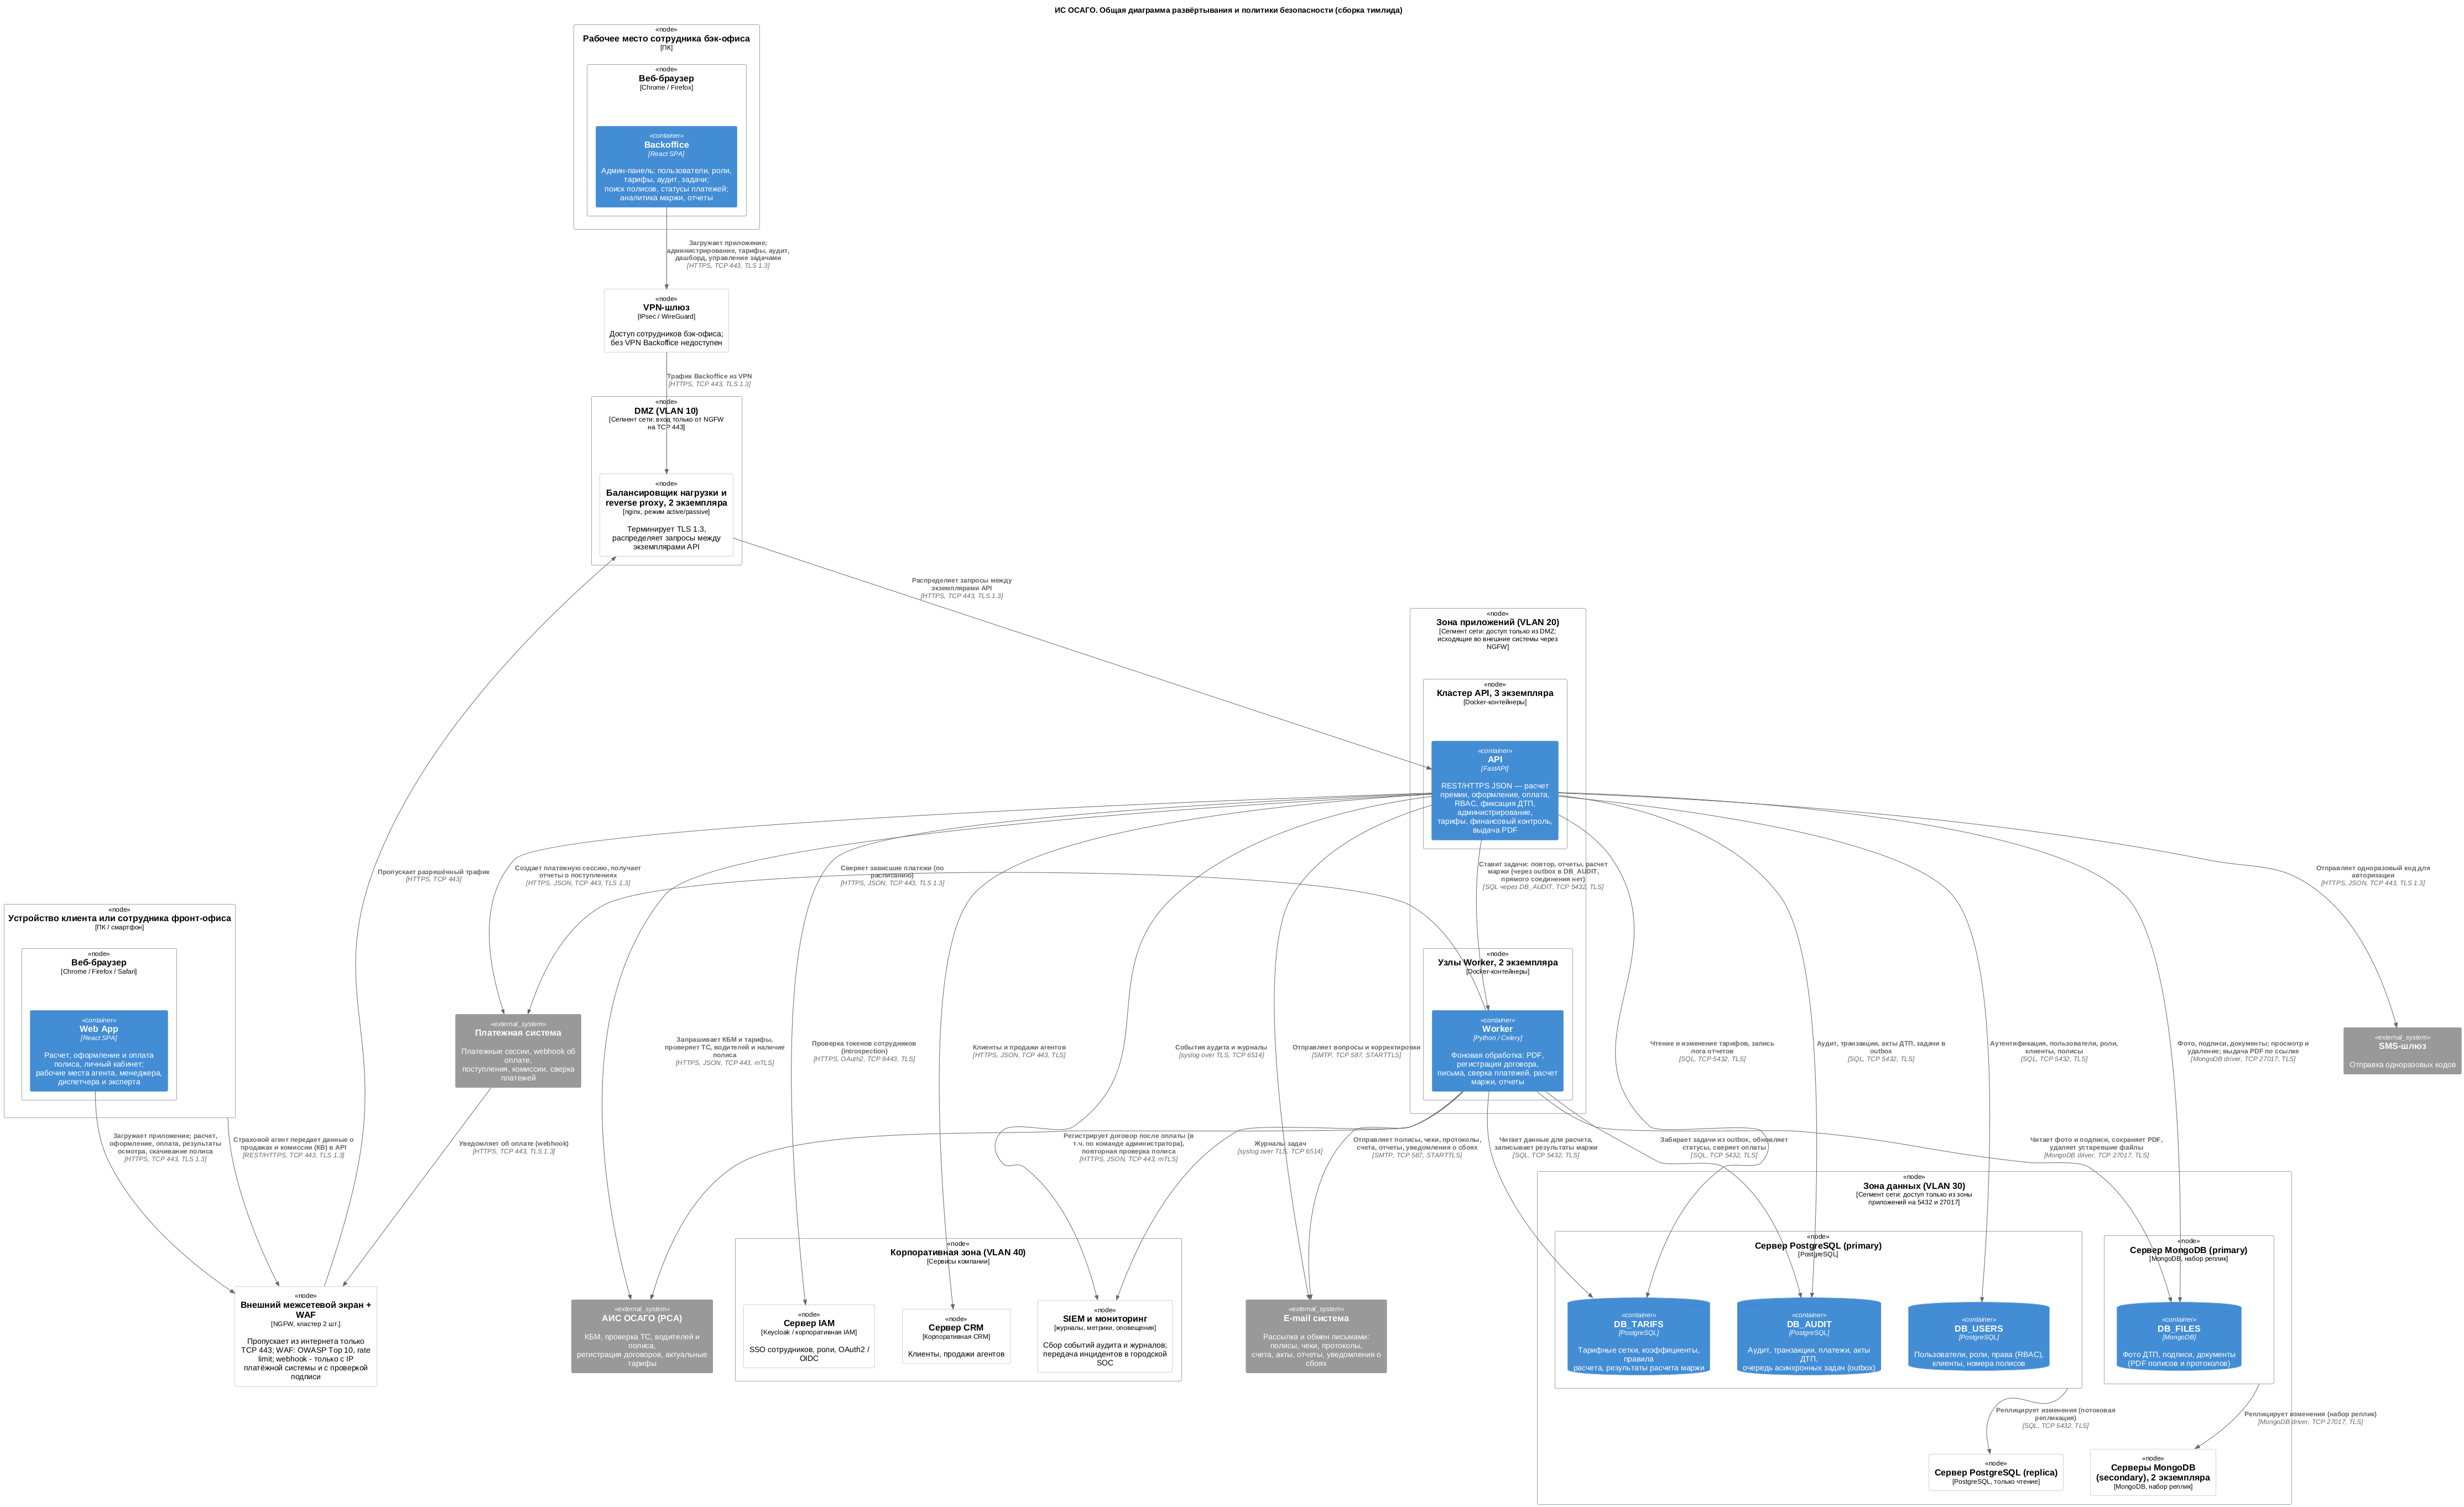 ИС ОСАГО. Общая диаграмма развёртывания и политики безопасности (сборка тимлида)
«node»
Рабочее место сотрудника бэк-офиса
[ПК]
«node»
Веб-браузер
[Chrome / Firefox]
«container»
Backoffice
[React SPA]
Админ-панель: пользователи, роли,
тарифы, аудит, задачи;
поиск полисов, статусы платежей;
аналитика маржи, отчеты
Загружает приложение;
администрирование, тарифы, аудит,
дашборд, управление задачами
[HTTPS, TCP 443, TLS 1.3]
«node»
VPN-шлюз
[IPsec / WireGuard]
Доступ сотрудников бэк-офиса;
без VPN Backoffice недоступен
Трафик Backoffice из VPN
[HTTPS, TCP 443, TLS 1.3]
«node»
DMZ (VLAN 10)
[Сегмент сети: вход только от NGFW
на TCP 443]
«node»
Балансировщик нагрузки и
reverse proxy, 2 экземпляра
[nginx, режим active/passive]
Терминирует TLS 1.3,
распределяет запросы между
экземплярами API
Распределяет запросы между
экземплярами API
[HTTPS, TCP 443, TLS 1.3]
«node»
Зона приложений (VLAN 20)
[Сегмент сети: доступ только из DMZ;
исходящие во внешние системы через
NGFW]
«node»
Кластер API, 3 экземпляра
[Docker-контейнеры]
«container»
API
[FastAPI]
REST/HTTPS JSON — расчет
премии, оформление, оплата,
RBAC, фиксация ДТП,
администрирование,
тарифы, финансовый контроль,
выдача PDF
Пропускает разрешённый трафик
[HTTPS, TCP 443]
Создает платежную сессию, получает
отчеты о поступлениях
[HTTPS, JSON, TCP 443, TLS 1.3]
Сверяет зависшие платежи (по
расписанию)
[HTTPS, JSON, TCP 443, TLS 1.3]
Ставит задачи: повтор, отчеты, расчет
маржи (через outbox в DB_AUDIT,
прямого соединения нет)
[SQL через DB_AUDIT, TCP 5432, TLS]
Отправляет одноразовый код для
авторизации
[HTTPS, JSON, TCP 443, TLS 1.3]
«node»
Устройство клиента или сотрудника фронт-офиса
[ПК / смартфон]
«node»
Веб-браузер
[Chrome / Firefox / Safari]
«container»
Web App
[React SPA]
Расчет, оформление и оплата
полиса, личный кабинет;
рабочие места агента, менеджера,
диспетчера и эксперта
«external_system»
Платежная система
Платежные сессии, webhook об
оплате,
поступления, комиссии, сверка
платежей
Запрашивает КБМ и тарифы,
проверяет ТС, водителей и наличие
полиса
[HTTPS, JSON, TCP 443, mTLS]
Проверка токенов сотрудников
(introspection)
[HTTPS, OAuth2, TCP 8443, TLS]
Клиенты и продажи агентов
[HTTPS, JSON, TCP 443, TLS]
События аудита и журналы
[syslog over TLS, TCP 6514]
Отправляет вопросы и корректировки
[SMTP, TCP 587, STARTTLS]
«node»
Узлы Worker, 2 экземпляра
[Docker-контейнеры]
«container»
Worker
[Python / Celery]
Фоновая обработка: PDF,
регистрация договора,
письма, сверка платежей, расчет
маржи, отчеты
Чтение и изменение тарифов, запись
лога отчетов
[SQL, TCP 5432, TLS]
Аудит, транзакции, акты ДТП, задачи в
outbox
[SQL, TCP 5432, TLS]
Аутентификация, пользователи, роли,
клиенты, полисы
[SQL, TCP 5432, TLS]
Фото, подписи, документы; просмотр и
удаление; выдача PDF по ссылке
[MongoDB driver, TCP 27017, TLS]
«external_system»
SMS-шлюз
Отправка одноразовых кодов
Загружает приложение; расчет,
оформление, оплата, результаты
осмотра, скачивание полиса
[HTTPS, TCP 443, TLS 1.3]
Страховой агент передает данные о
продажах и комиссии (КВ) в API
[REST/HTTPS, TCP 443, TLS 1.3]
Уведомляет об оплате (webhook)
[HTTPS, TCP 443, TLS 1.3]
Регистрирует договор после оплаты (в
т.ч. по команде администратора),
повторная проверка полиса
[HTTPS, JSON, TCP 443, mTLS]
Журналы задач
[syslog over TLS, TCP 6514]
Отправляет полисы, чеки, протоколы,
счета, акты, отчеты, уведомления о сбоях
[SMTP, TCP 587, STARTTLS]
Читает данные для расчета,
записывает результаты маржи
[SQL, TCP 5432, TLS]
Забирает задачи из outbox, обновляет
статусы, сверяет оплаты
[SQL, TCP 5432, TLS]
Читает фото и подписи, сохраняет PDF,
удаляет устаревшие файлы
[MongoDB driver, TCP 27017, TLS]
«node»
Внешний межсетевой экран +
WAF
[NGFW, кластер 2 шт.]
Пропускает из интернета только
TCP 443; WAF: OWASP Top 10, rate
limit; webhook - только с IP
платёжной системы и с проверкой
подписи
«external_system»
АИС ОСАГО (РСА)
КБМ, проверка ТС, водителей и
полиса,
регистрация договоров, актуальные
тарифы
«node»
Корпоративная зона (VLAN 40)
[Сервисы компании]
«node»
Сервер IAM
[Keycloak / корпоративная IAM]
SSO сотрудников, роли, OAuth2 /
OIDC
«node»
Сервер CRM
[Корпоративная CRM]
Клиенты, продажи агентов
«node»
SIEM и мониторинг
[журналы, метрики, оповещения]
Сбор событий аудита и журналов;
передача инцидентов в городской
SOC
«external_system»
E-mail система
Рассылка и обмен письмами:
полисы, чеки, протоколы,
счета, акты, отчеты, уведомления о
сбоях
«node»
Зона данных (VLAN 30)
[Сегмент сети: доступ только из зоны
приложений на 5432 и 27017]
«node»
Сервер PostgreSQL (primary)
[PostgreSQL]
«container»
DB_TARIFS
[PostgreSQL]
Тарифные сетки, коэффициенты,
правила
расчета, результаты расчета маржи
«container»
DB_AUDIT
[PostgreSQL]
Аудит, транзакции, платежи, акты
ДТП,
очередь асинхронных задач (outbox)
«container»
DB_USERS
[PostgreSQL]
Пользователи, роли, права (RBAC),
клиенты, номера полисов
«node»
Сервер MongoDB (primary)
[MongoDB, набор реплик]
«container»
DB_FILES
[MongoDB]
Фото ДТП, подписи, документы
(PDF полисов и протоколов)
Реплицирует изменения (потоковая
репликация)
[SQL, TCP 5432, TLS]
Реплицирует изменения (набор реплик)
[MongoDB driver, TCP 27017, TLS]
«node»
Сервер PostgreSQL (replica)
[PostgreSQL, только чтение]
«node»
Серверы MongoDB
(secondary), 2 экземпляра
[MongoDB, набор реплик]